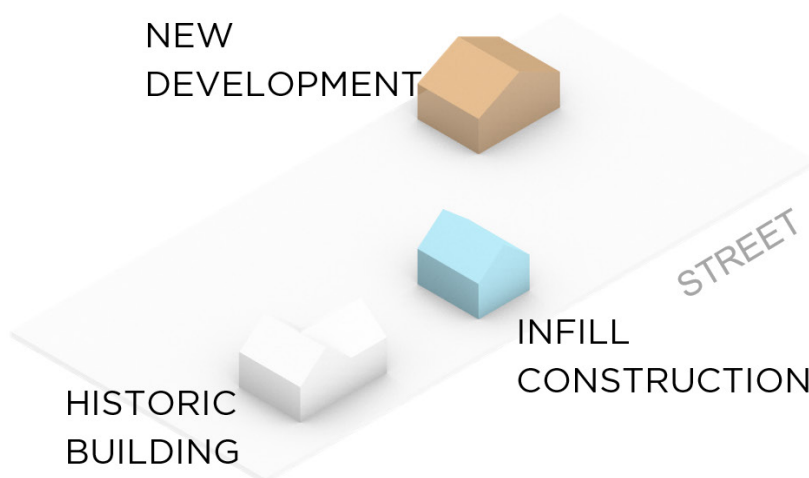 NEW
DEVELOPMENT
STREET
INFILL
CONSTRUCTION
HISTORIC
BUILDING